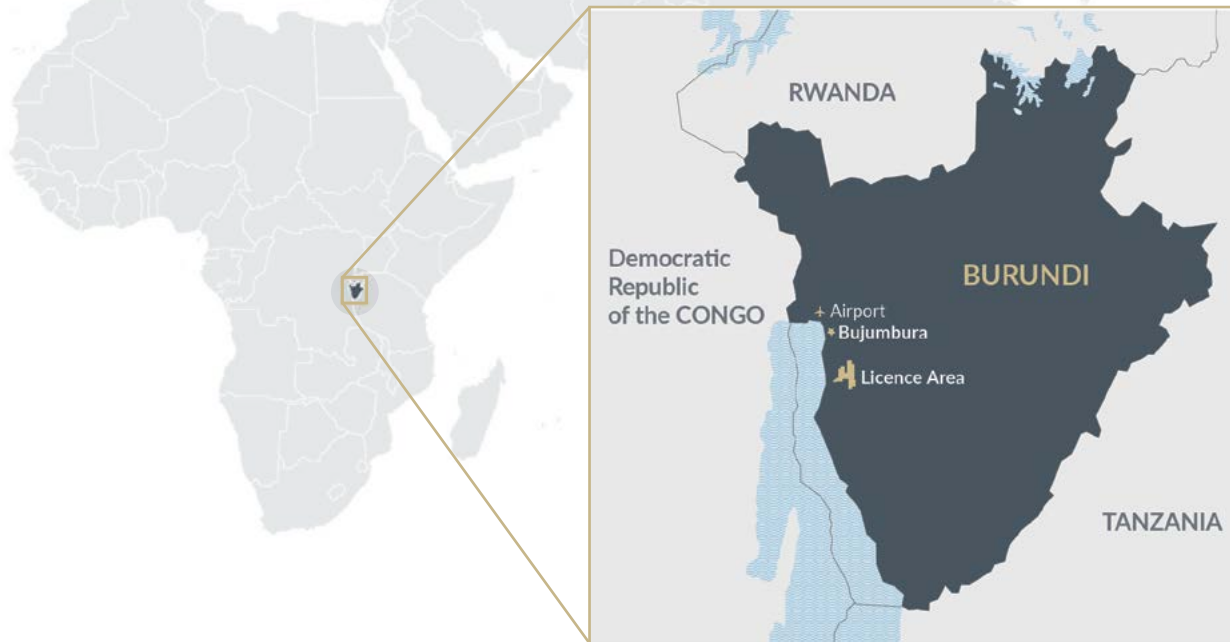 RWANDA
Democratic
Republic
of the CONGO
BURUNDI
Airport
Bujumbura
Licence Area
TANZANIA